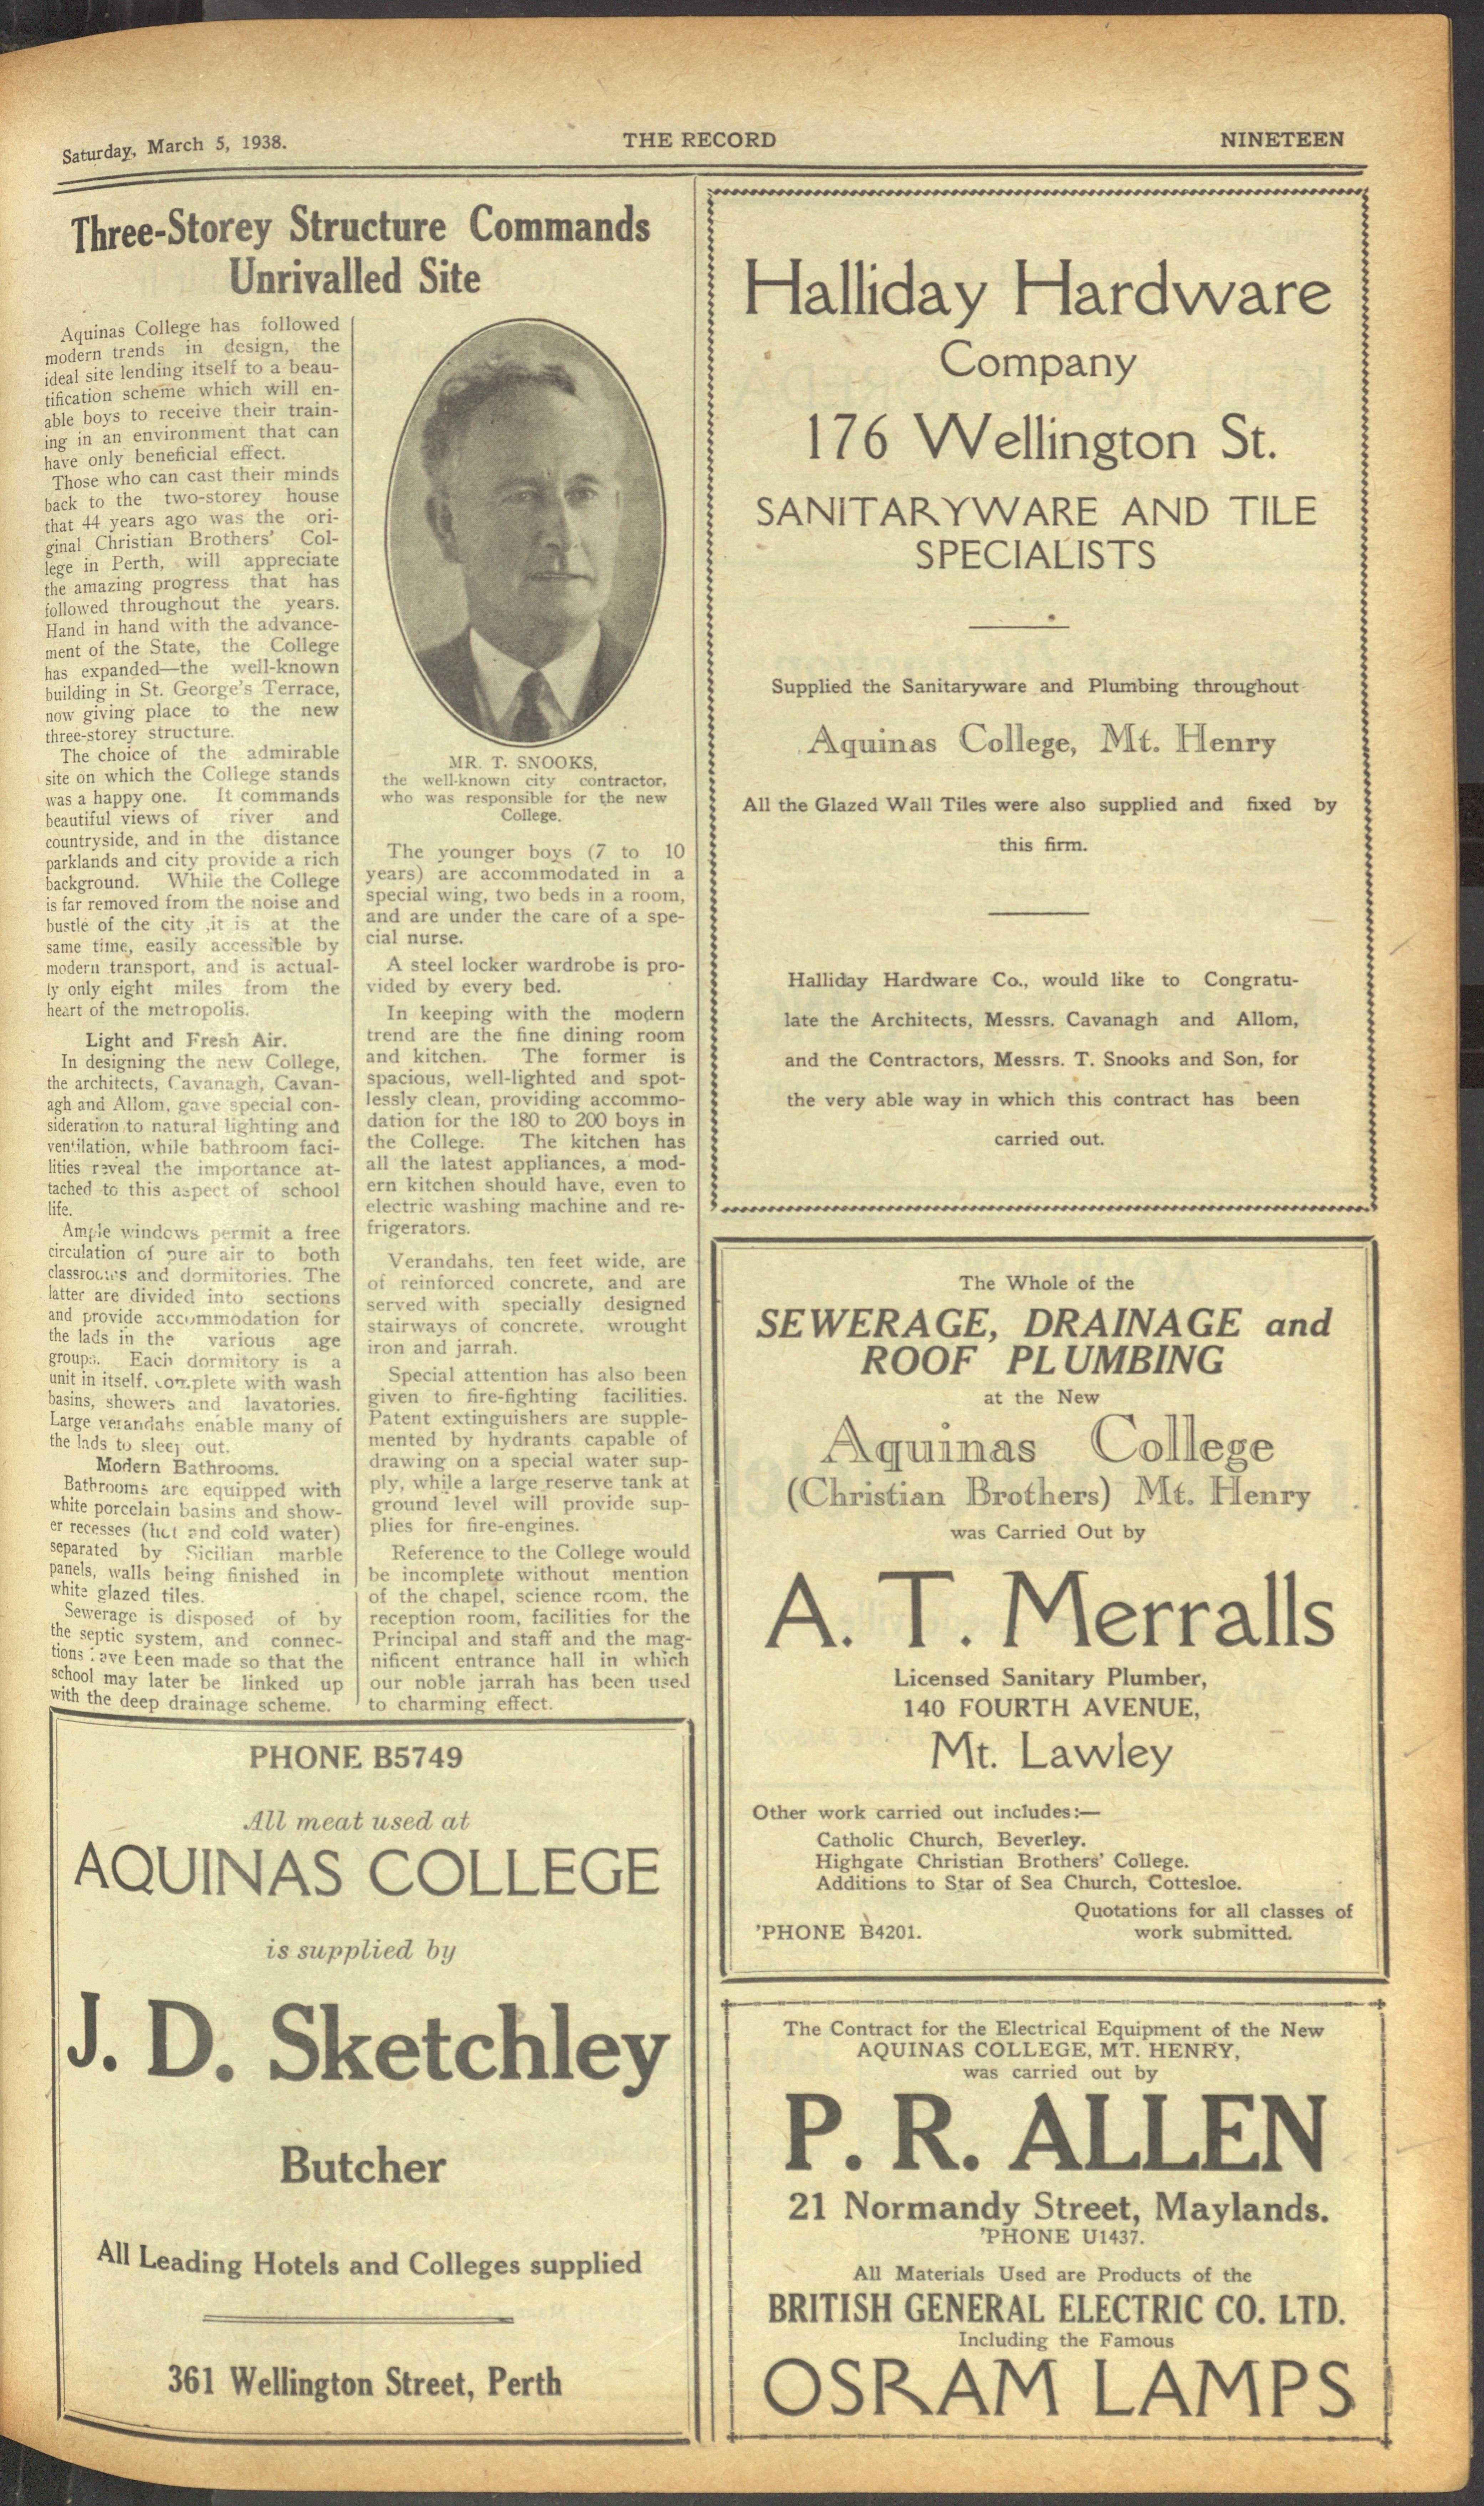 Saturday, March 5, 1938.
THE RECORD
NINETEEN
Three-Storey Structure Commands
Unrivalled Site
Aquinas College has followed
modern trends in design, the
ideal site lending itself to a beau-
tification scheme which will en-
able boys to receive their train-
ing in an environment that can
have only beneficial effect.
Those who can cast their minds
back to the two-storey house
that 44 years ago was the ori-
ginal Christian Brothers' Col-
lege in Perth, will appreciate
the amazing progress that has
followed throughout the years.
Hand in hand with the advance-
ment of the State, the College
has expanded—the well-known
building in St. George's Terrace,
now giving place to the new
three-storey structure.
The choice of the admirable
site on which the College stands
was a happy one. It commands
beautiful views of river and
countryside, and in the distance
parklands and city provide a rich
background. While the College
is far removed from the noise and
bustle of the city ,it is at the
same time, easily accessible by
modern transport, and is actual-
ly only eight miles from the
heart of the metropolis.
Light and Fresh Air.
In designing the new College,
the architects, Cavanagh, Cavan-
agh and Allom, gave special con-
sideration to natural lighting and
ventilation, while bathroom faci-
lities reveal the importance at-
tached to this aspect of school
life.
Ample windows permit a free
circulation of pure air to both
classrooms and dormitories. The
latter are divided into sections
and provide accommodation for
the lads in the various age
groups. Each dormitory is a
unit in itself, complete with wash
basins, showers and lavatories.
Large verandahs enable many of
the lads to sleep out.
Modern Bathrooms.
Bathrooms are equipped with
white porcelain basins and show-
er recesses (hot and cold water)
separated by Sicilian marble
panels, walls being finished in
white glazed tiles.
Sewerage is disposed of by
the septic system, and connec-
tions have been made so that the
school may later be linked up
with the deep drainage scheme.
MR. T. SNOOKS,
the well-known city contractor,
who was responsible for the new
College.
The younger boys (7 to 10
years) are accommodated in a
special wing, two beds in a room,
and are under the care of a spe-
cial nurse.
A steel locker wardrobe is pro-
vided by every bed.
In keeping with the modern
trend are the fine dining room
and kitchen. The former is
spacious, well-lighted and spot-
lessly clean, providing accommo-
dation for the 180 to 200 boys in
the College. The kitchen has
all the latest appliances, a mod-
ern kitchen should have, even to
electric washing machine and re-
frigerators.
Verandahs, ten feet wide, are
of reinforced concrete, and are
served with specially designed
stairways of concrete, wrought
iron and jarrah.
Special attention has also been
given to fire-fighting facilities.
Patent extinguishers are supple-
mented by hydrants capable of
drawing on a special water sup-
ply, while a large reserve tank at
ground level will provide sup-
plies for fire-engines.
Reference to the College would
be incomplete without mention
of the chapel, science room, the
reception room, facilities for the
Principal and staff and the mag-
nificent entrance hall in which
our noble jarrah has been used
to charming effect.
PHONE B5749
All meat used at
AQUINAS COLLEGE
is supplied by
J. D. Sketchley
Butcher
All Leading Hotels and Colleges supplied
361 Wellington Street, Perth
Halliday Hardware
Company
176 Wellington St.
SANITARYWARE AND TILE
SPECIALISTS
Supplied the Sanitaryware and Plumbing throughout
Aquinas College, Mt. Henry
All the Glazed Wall Tiles were also supplied and fixed by
this firm.
Halliday Hardware Co., would like to Congratu-
late the Architects, Messrs. Cavanagh and Allom,
and the Contractors, Messrs. T. Snooks and Son, for
the very able way in which this contract has been
carried out.
The Whole of the
SEWERAGE, DRAINAGE and
ROOF PLUMBING
at the New
Aquinas College
(Christian Brothers) Mt. Henry
was Carried Out by
A. T. Merralls
Licensed Sanitary Plumber,
140 FOURTH AVENUE,
Mt. Lawley
Other work carried out includes:—
Catholic Church, Beverley.
Highgate Christian Brothers' College.
Additions to Star of Sea Church, Cottesloe.
Quotations for all classes of
'PHONE B4201. work submitted.
The Contract for the Electrical Equipment of the New
AQUINAS COLLEGE, MT. HENRY,
was carried out by
P. R. ALLEN
21 Normandy Street, Maylands.
'PHONE U1437.
All Materials Used are Products of the
BRITISH GENERAL ELECTRIC CO. LTD.
Including the Famous
OSRAM LAMPS